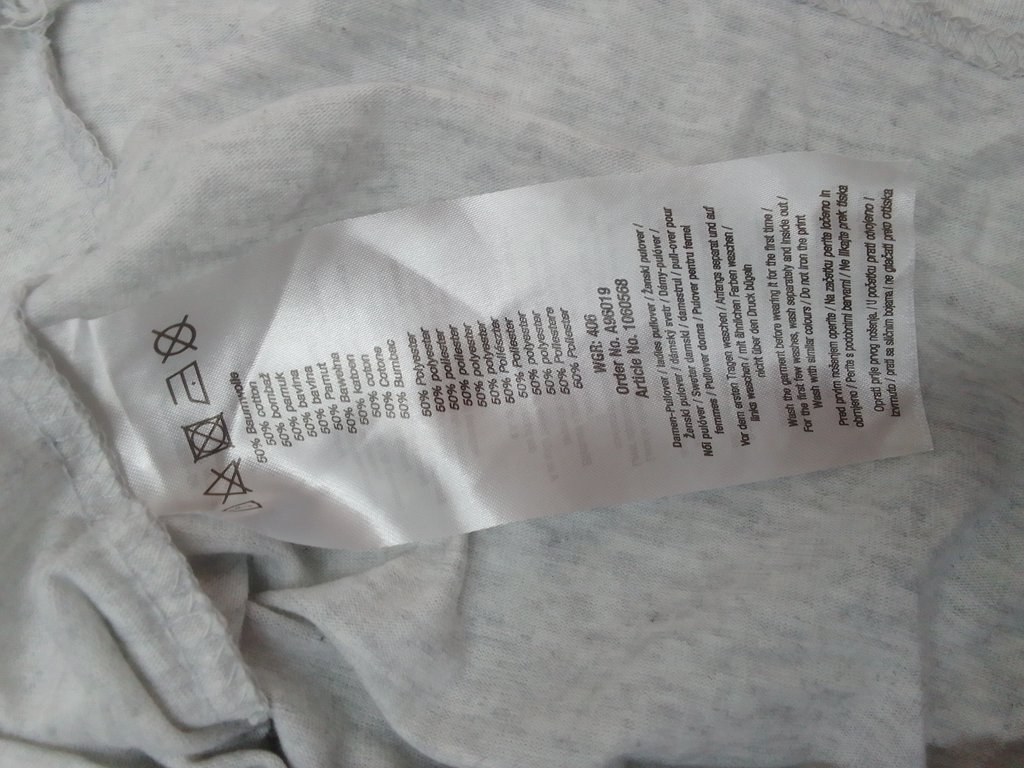 50% Baumwolle
50% cotton
50% bombaž
50% pamuk
50% bavlna
50% bavlna
50% Pamut
50% Bawełna
50% Katoen
50% coton
50% Cotone
50% Bumbac
50% Polyester
50% polyester
50% poliester
50% poliester
50% polyester
50% polyester
50% Poliészter
50% Poliester
50% Polyester
50% polyester
50% Poliestere
50% Poliester
WGR: 406
Order No. A96019
Article No. 1060568
Damen-Pullover / ladies pullover / Ženski pulover /
Ženski pulover / dámský svetr / Dámy-pulóver /
Női pulóver / Sweter damski / damestrui / pull-over pour
femmes / Pullover donna / Pulover pentru femei
Vor dem ersten Tragen waschen / Anfangs separat und auf
links waschen / mit ähnlichen Farben waschen /
nicht über den Druck bügeln
Wash the garment before wearing it for the first time /
For the first few washes, wash separately and inside out /
Wash with similar colours / Do not iron the print
Pred prvim nošenjem operite / Na začetku perite ločeno in
obrnjeno / Perite s podobnimi barvami / Ne likajte prek tiska
Oprati prije prvog nošenja. / U početku prati odvojeno /
izvrnuto / prati sa sličnim bojama / ne glačati preko otiska